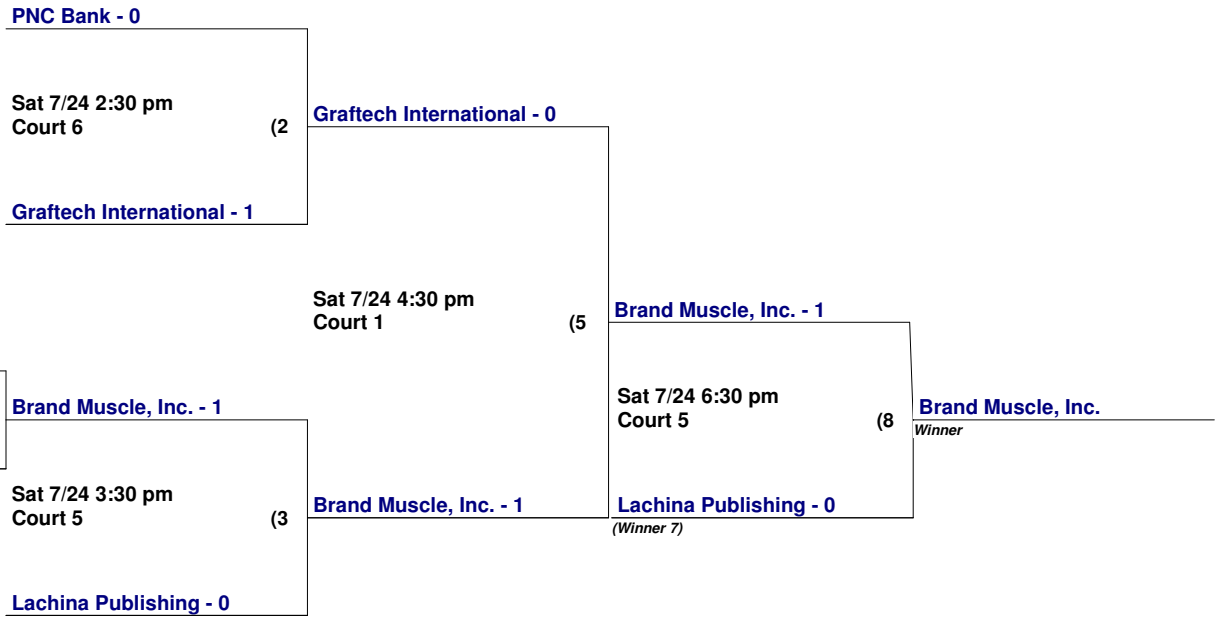 PNC Bank - 0
Sat 7/24 2:30 pm
Court 6 (2
Graftech International - 0
Graftech International - 1
Sat 7/24 4:30 pm
Court 1 (5
Brand Muscle, Inc. - 1
Brand Muscle, Inc. - 1
Sat 7/24 6:30 pm
Court 5 (8
Brand Muscle, Inc.
Winner
Sat 7/24 3:30 pm
Court 5 (3
Brand Muscle, Inc. - 1
Lachina Publishing - 0
(Winner 7)
Lachina Publishing - 0